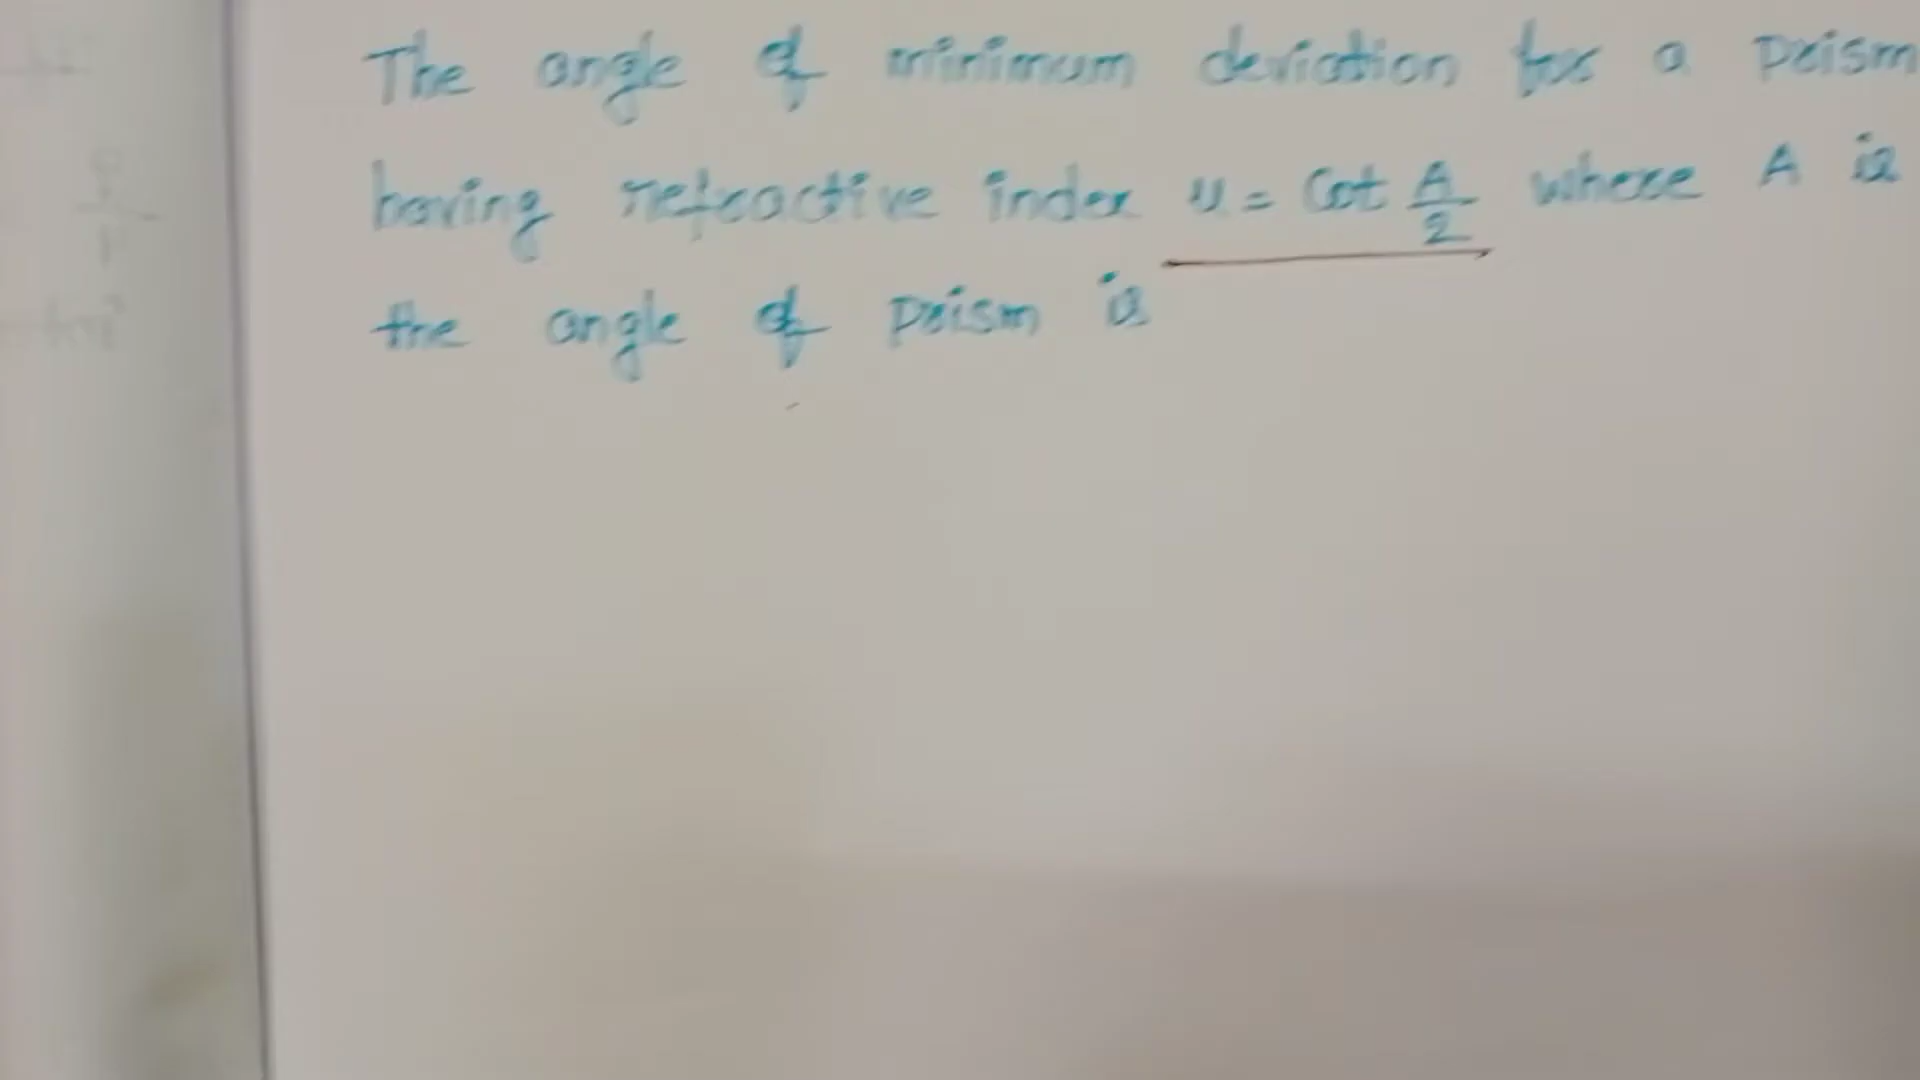 The angle of minimum deviation for a prism
having refractive index u = Cot A/2 where A is
the angle of prism is